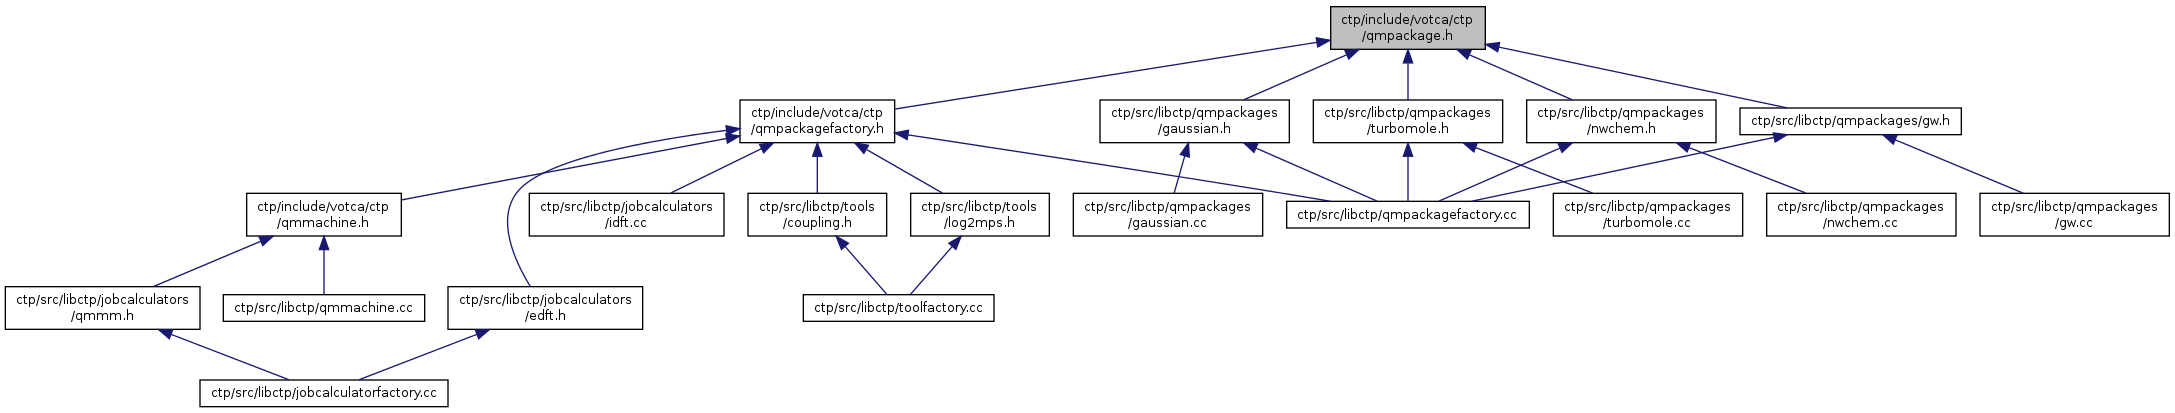 ctp/include/votca/ctp
/qmpackage.h
ctp/include/votca/ctp
/qmpackagefactory.h
ctp/src/libctp/qmpackages
/gaussian.h
ctp/src/libctp/qmpackages
/turbomole.h
ctp/src/libctp/qmpackages
/nwchem.h
ctp/src/libctp/qmpackages/gw.h
ctp/include/votca/ctp
/qmmachine.h
ctp/src/libctp/jobcalculators
/idft.cc
ctp/src/libctp/tools
/coupling.h
ctp/src/libctp/tools
/log2mps.h
ctp/src/libctp/qmpackages
/gaussian.cc
ctp/src/libctp/qmpackagefactory.cc
ctp/src/libctp/qmpackages
/turbomole.cc
ctp/src/libctp/qmpackages
/nwchem.cc
ctp/src/libctp/qmpackages
/gw.cc
ctp/src/libctp/jobcalculators
/qmmm.h
ctp/src/libctp/qmmachine.cc
ctp/src/libctp/jobcalculators
/edft.h
ctp/src/libctp/toolfactory.cc
ctp/src/libctp/jobcalculatorfactory.cc